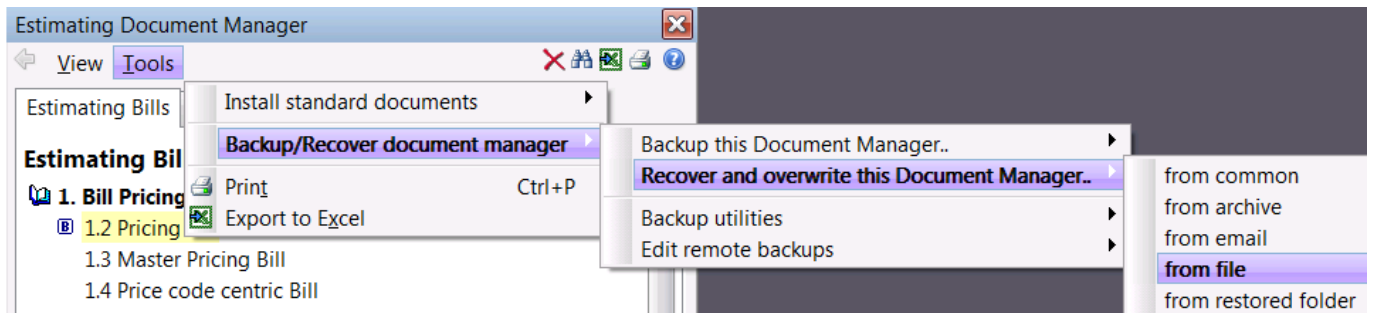 Estimating Document Manager
View Tools
Estimating Bills
Install standard documents
Backup/Recover document manager
Backup this Document Manager..
Estimating Bil
Recover and overwrite this Document Manager..
from common
1. Bill Pricing
Print Ctrl+P
from archive
B 1.2 Pricing
Export to Excel
Backup utilities
from email
1.3 Master Pricing Bill
Edit remote backups
from file
1.4 Price code centric Bill
from restored folder